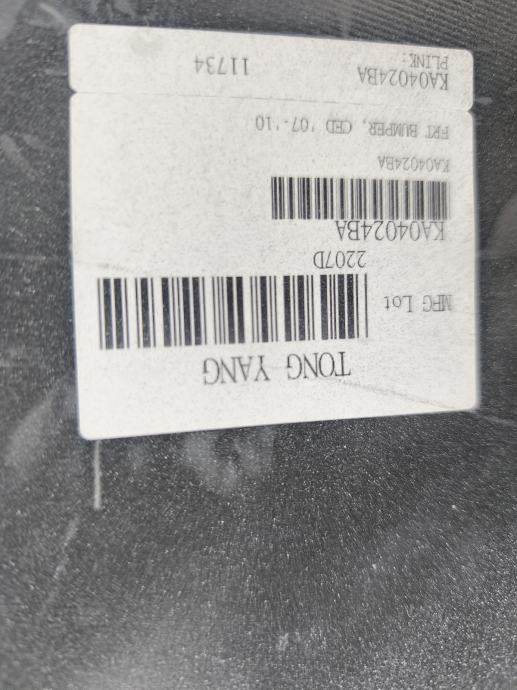 TONG YANG
MFG Lot
2207D
KA04024BA
KA04024BA
FRT BUMPER, CED '07-'10
KA04024BA 11734
PLINK: